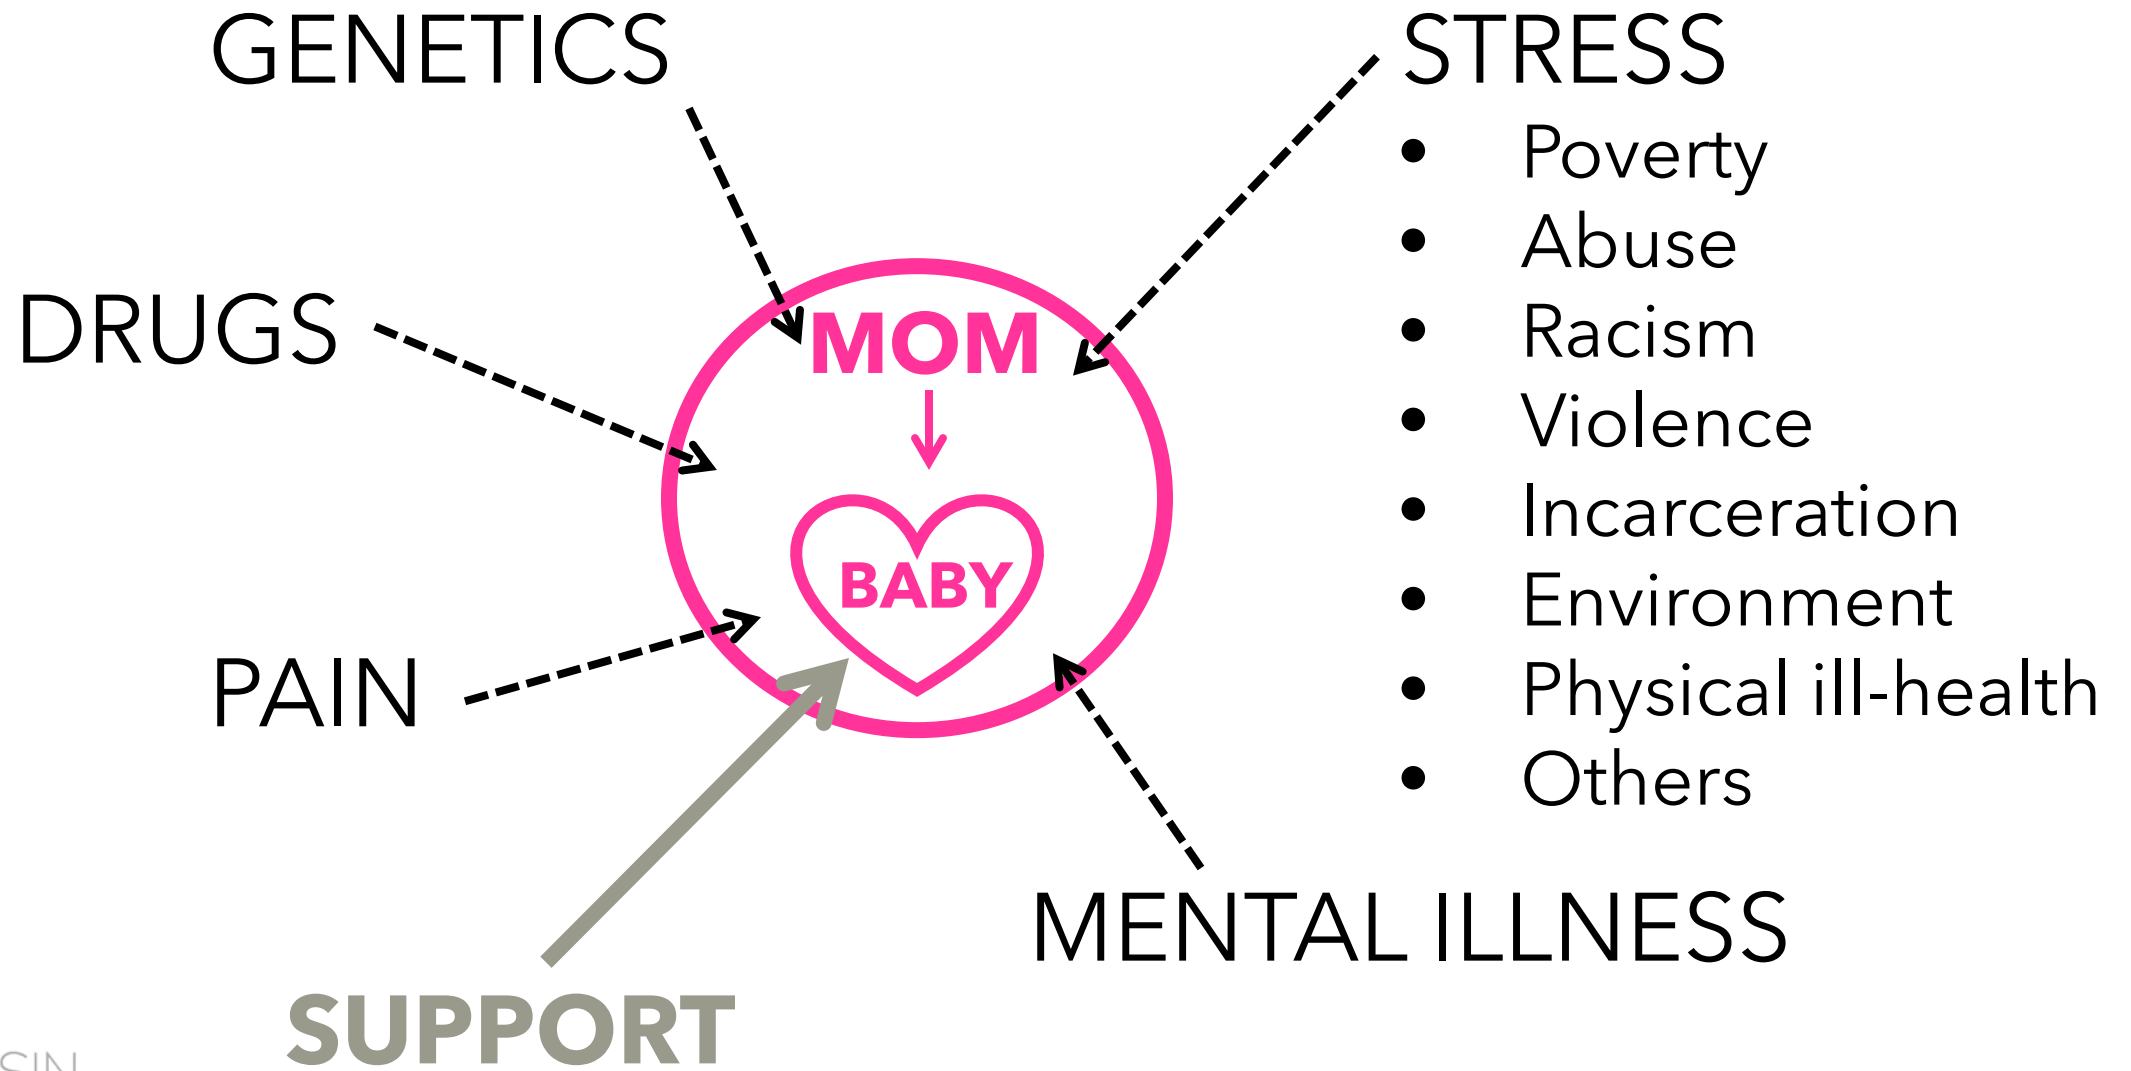 GENETICS
STRESS
• Poverty
• Abuse
• Racism
• Violence
• Incarceration
• Environment
• Physical ill-health
• Others
DRUGS
MOM
BABY
PAIN
MENTAL ILLNESS
SUPPORT